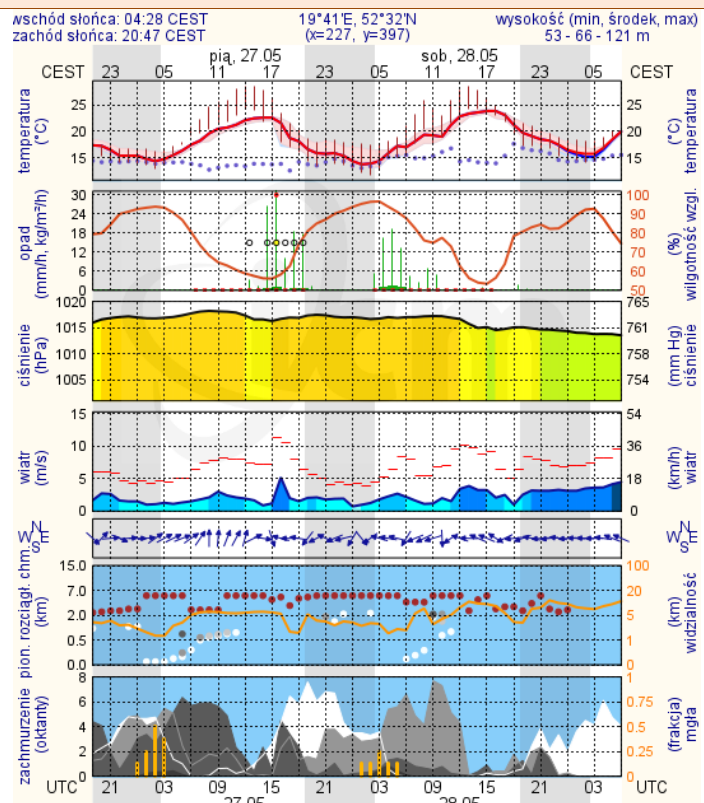 wschód słońca: 04:28 CEST 19°41'E, 52°32'N wysokość (min, środek, max)
zachód słońca: 20:47 CEST (x=227, y=397) 53 - 66 - 121 m
pią, 27.05 sob, 28.05
CEST 23 05 11 17 23 05 11 17 23 05 CEST
temperatura (°C) 25 20 15 25 20 15 (°C) temperatura
opad (mm/h, kg/m²/h) 30 24 18 12 6 0 100 90 80 70 60 50 (%) wilgotność wzgl.
ciśnienie (hPa) 1020 1015 1010 1005 765 761 758 754 (mm Hg) ciśnienie
wiatr (m/s) 15 10 5 0 54 36 18 0 (km/h) wiatr
N W E S N W E S
pion. rozciągł. chm. (km) 15.0 7.0 2.0 0.5 0.0 100 20 5 1 0 (km) widzialność
zachmurzenie (oktanty) 8 6 4 2 0 1 0.75 0.5 0.25 0 (frakcja) mgła
UTC 21 03 09 15 21 03 09 15 21 03 UTC
27.05 28.05